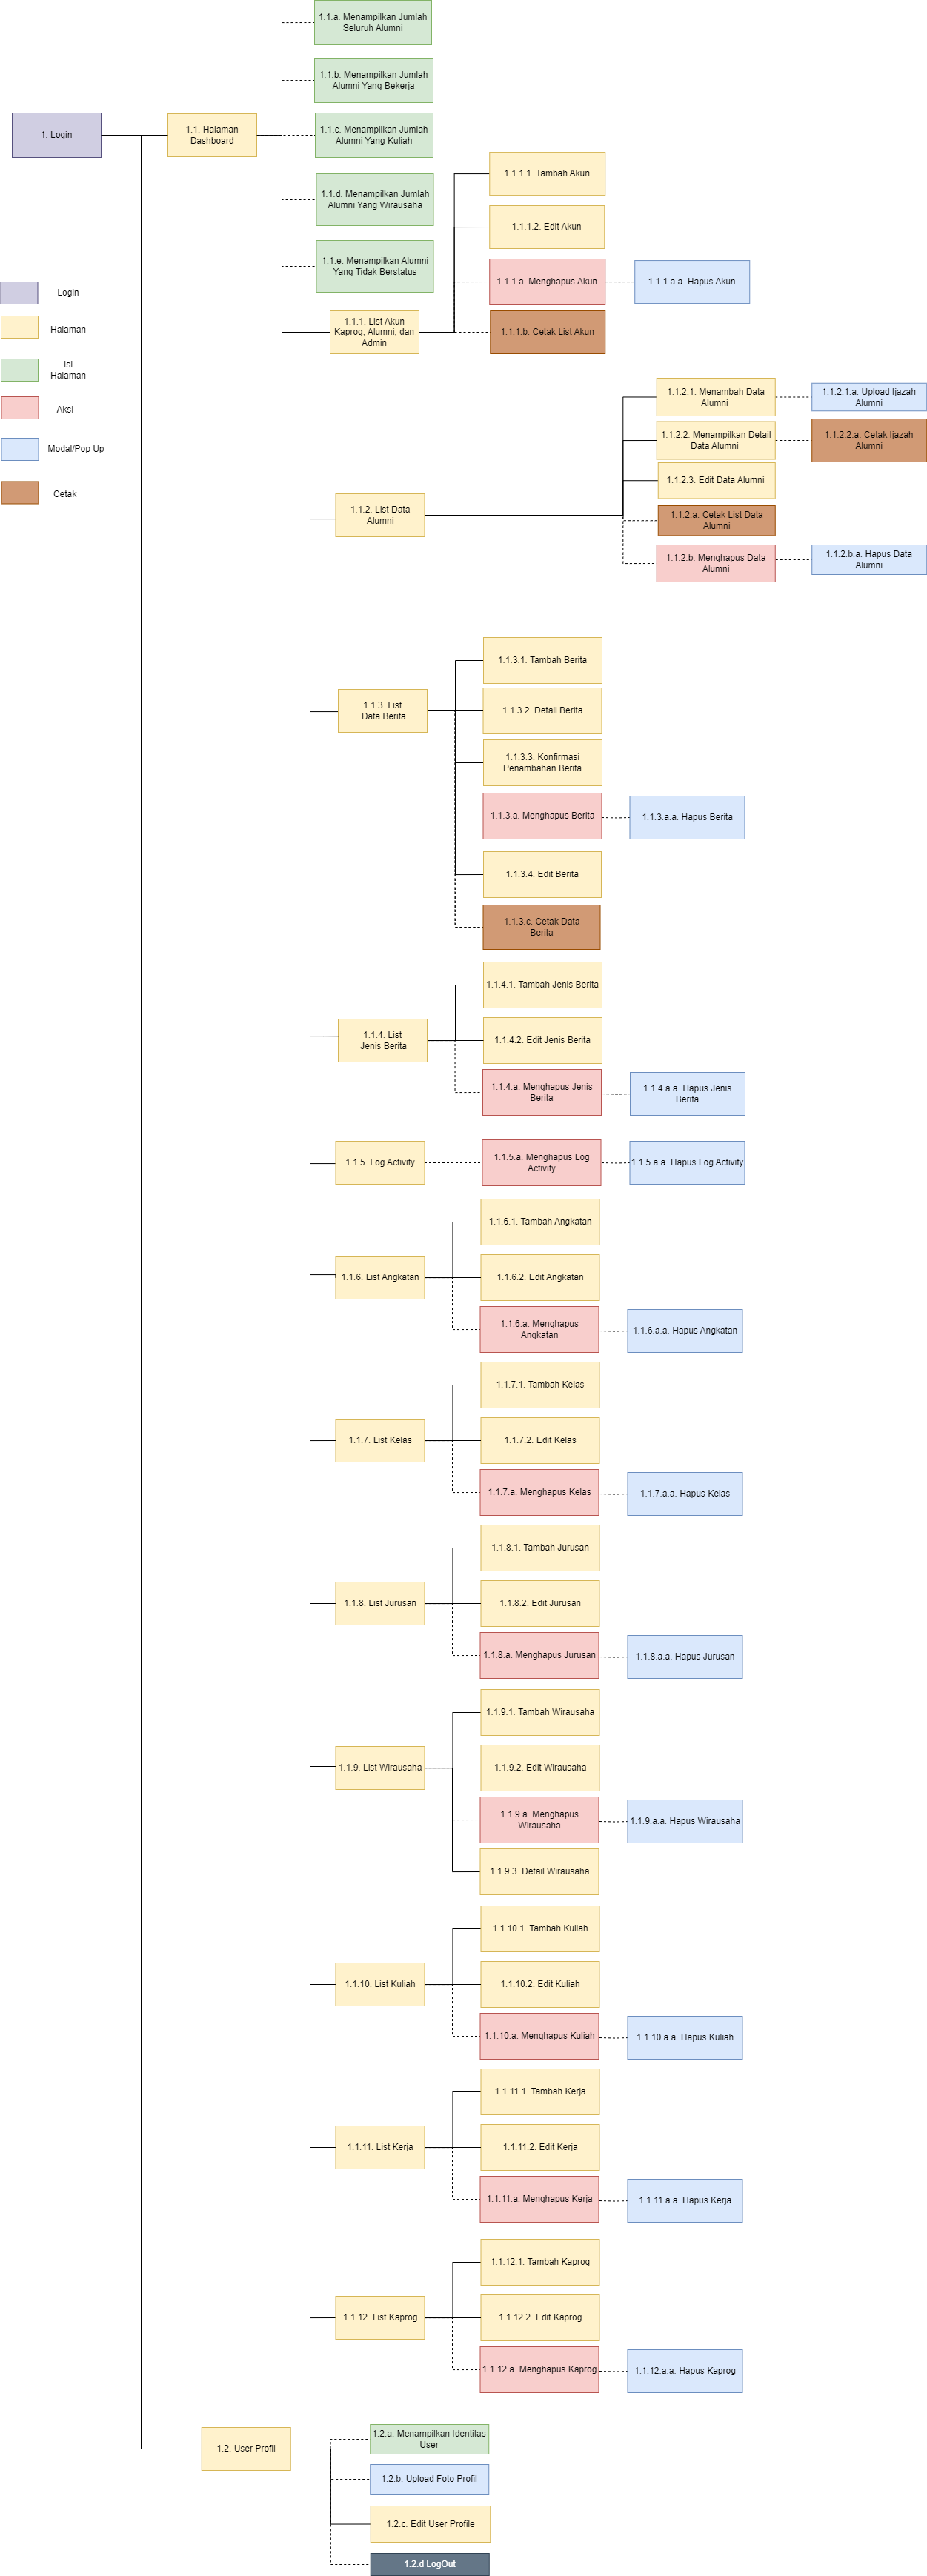 1.1.a. Menampilkan Jumlah
Seluruh Alumni
1.1.b. Menampilkan Jumlah
Alumni Yang Bekerja
1. Login
1.1. Halaman
Dashboard
1.1.c. Menampilkan Jumlah
Alumni Yang Kuliah
1.1.d. Menampilkan Jumlah
Alumni Yang Wirausaha
1.1.e. Menampilkan Alumni
Yang Tidak Berstatus
Login
Halaman
Isi
Halaman
Aksi
Modal/Pop Up
Cetak
1.1.1. List Akun
Kaprog, Alumni, dan
Admin
1.1.1.1. Tambah Akun
1.1.1.2. Edit Akun
1.1.1.a. Menghapus Akun
1.1.1.a.a. Hapus Akun
1.1.1.b. Cetak List Akun
1.1.2. List Data
Alumni
1.1.2.1. Menambah Data
Alumni
1.1.2.1.a. Upload Ijazah
Alumni
1.1.2.2. Menampilkan Detail
Data Alumni
1.1.2.2.a. Cetak Ijazah
Alumni
1.1.2.3. Edit Data Alumni
1.1.2.a. Cetak List Data
Alumni
1.1.2.b. Menghapus Data
Alumni
1.1.2.b.a. Hapus Data
Alumni
1.1.3. List
Data Berita
1.1.3.1. Tambah Berita
1.1.3.2. Detail Berita
1.1.3.3. Konfirmasi
Penambahan Berita
1.1.3.a. Menghapus Berita
1.1.3.a.a. Hapus Berita
1.1.3.4. Edit Berita
1.1.3.c. Cetak Data
Berita
1.1.4. List
Jenis Berita
1.1.4.1. Tambah Jenis Berita
1.1.4.2. Edit Jenis Berita
1.1.4.a. Menghapus Jenis
Berita
1.1.4.a.a. Hapus Jenis
Berita
1.1.5. Log Activity
1.1.5.a. Menghapus Log
Activity
1.1.5.a.a. Hapus Log Activity
1.1.6. List Angkatan
1.1.6.1. Tambah Angkatan
1.1.6.2. Edit Angkatan
1.1.6.a. Menghapus
Angkatan
1.1.6.a.a. Hapus Angkatan
1.1.7. List Kelas
1.1.7.1. Tambah Kelas
1.1.7.2. Edit Kelas
1.1.7.a. Menghapus Kelas
1.1.7.a.a. Hapus Kelas
1.1.8. List Jurusan
1.1.8.1. Tambah Jurusan
1.1.8.2. Edit Jurusan
1.1.8.a. Menghapus Jurusan
1.1.8.a.a. Hapus Jurusan
1.1.9. List Wirausaha
1.1.9.1. Tambah Wirausaha
1.1.9.2. Edit Wirausaha
1.1.9.a. Menghapus
Wirausaha
1.1.9.a.a. Hapus Wirausaha
1.1.9.3. Detail Wirausaha
1.1.10. List Kuliah
1.1.10.1. Tambah Kuliah
1.1.10.2. Edit Kuliah
1.1.10.a. Menghapus Kuliah
1.1.10.a.a. Hapus Kuliah
1.1.11. List Kerja
1.1.11.1. Tambah Kerja
1.1.11.2. Edit Kerja
1.1.11.a. Menghapus Kerja
1.1.11.a.a. Hapus Kerja
1.1.12. List Kaprog
1.1.12.1. Tambah Kaprog
1.1.12.2. Edit Kaprog
1.1.12.a. Menghapus Kaprog
1.1.12.a.a. Hapus Kaprog
1.2. User Profil
1.2.a. Menampilkan Identitas
User
1.2.b. Upload Foto Profil
1.2.c. Edit User Profile
1.2.d LogOut